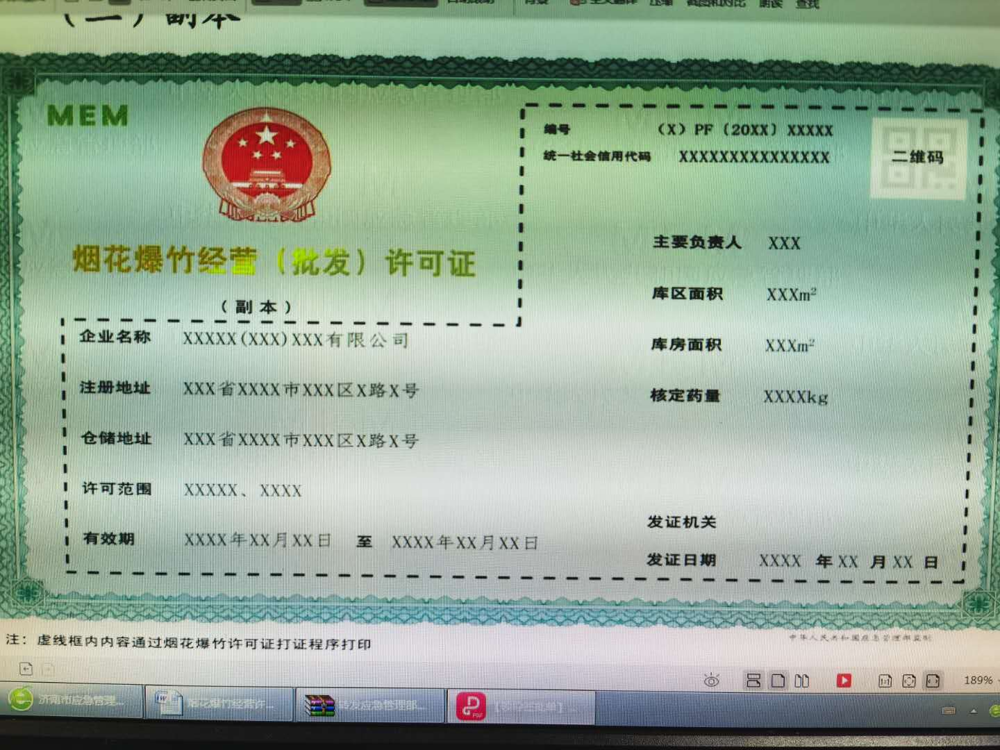 （二）副本
MEM
编号 （X）PF〔20XX〕XXXXX
统一社会信用代码 XXXXXXXXXXXXXXX
二维码
烟花爆竹经营（批发）许可证
（副本）
企业名称 XXXXX(XXX)XXX有限公司
注册地址 XXX省XXXX市XXX区X路X号
仓储地址 XXX省XXXX市XXX区X路X号
许可范围 XXXXX、XXXX
有效期 XXXX年XX月XX日 至 XXXX年XX月XX日
主要负责人 XXX
库区面积 XXXm²
库房面积 XXXm²
核定药量 XXXXkg
发证机关
发证日期 XXXX 年 XX 月 XX 日
中华人民共和国应急管理部监制
注：虚线框内内容通过烟花爆竹许可证打证程序打印
189%
济南市应急管理...
烟花爆竹经营许...
转发应急管理部...